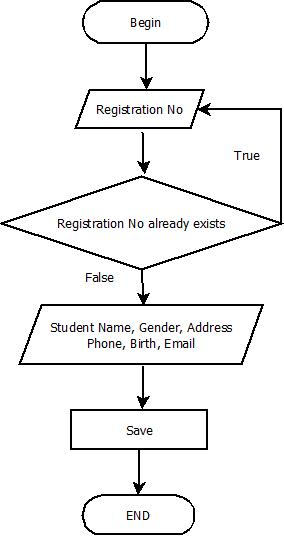 Begin
Registration No
True
Registration No already exists
False
Student Name, Gender, Address
Phone, Birth, Email
Save
END